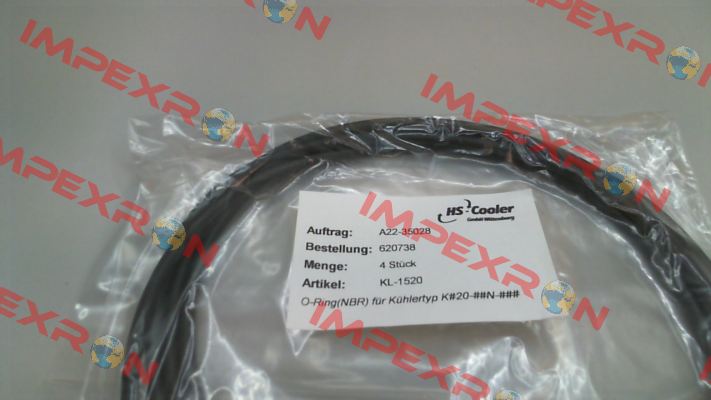 HS-Cooler
GmbH Wittenburg
Auftrag: A22-35028
Bestellung: 620738
Menge: 4 Stück
Artikel: KL-1520
O-Ring(NBR) für Kühlertyp K#20-##N-###
IMPEXRON
IMPEXRON
IMPEXRON
IMPEXRON
IMPEXRON
IMPEXRON
IMPEXRON